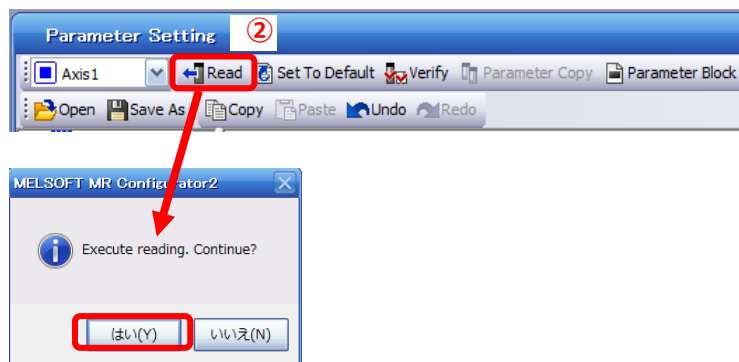 Parameter Setting ②
Axis1 Read Set To Default Verify Parameter Copy Parameter Block
Open Save As Copy Paste Undo Redo
MELSOFT MR Configurator2
Execute reading. Continue?
はい(Y) いいえ(N)